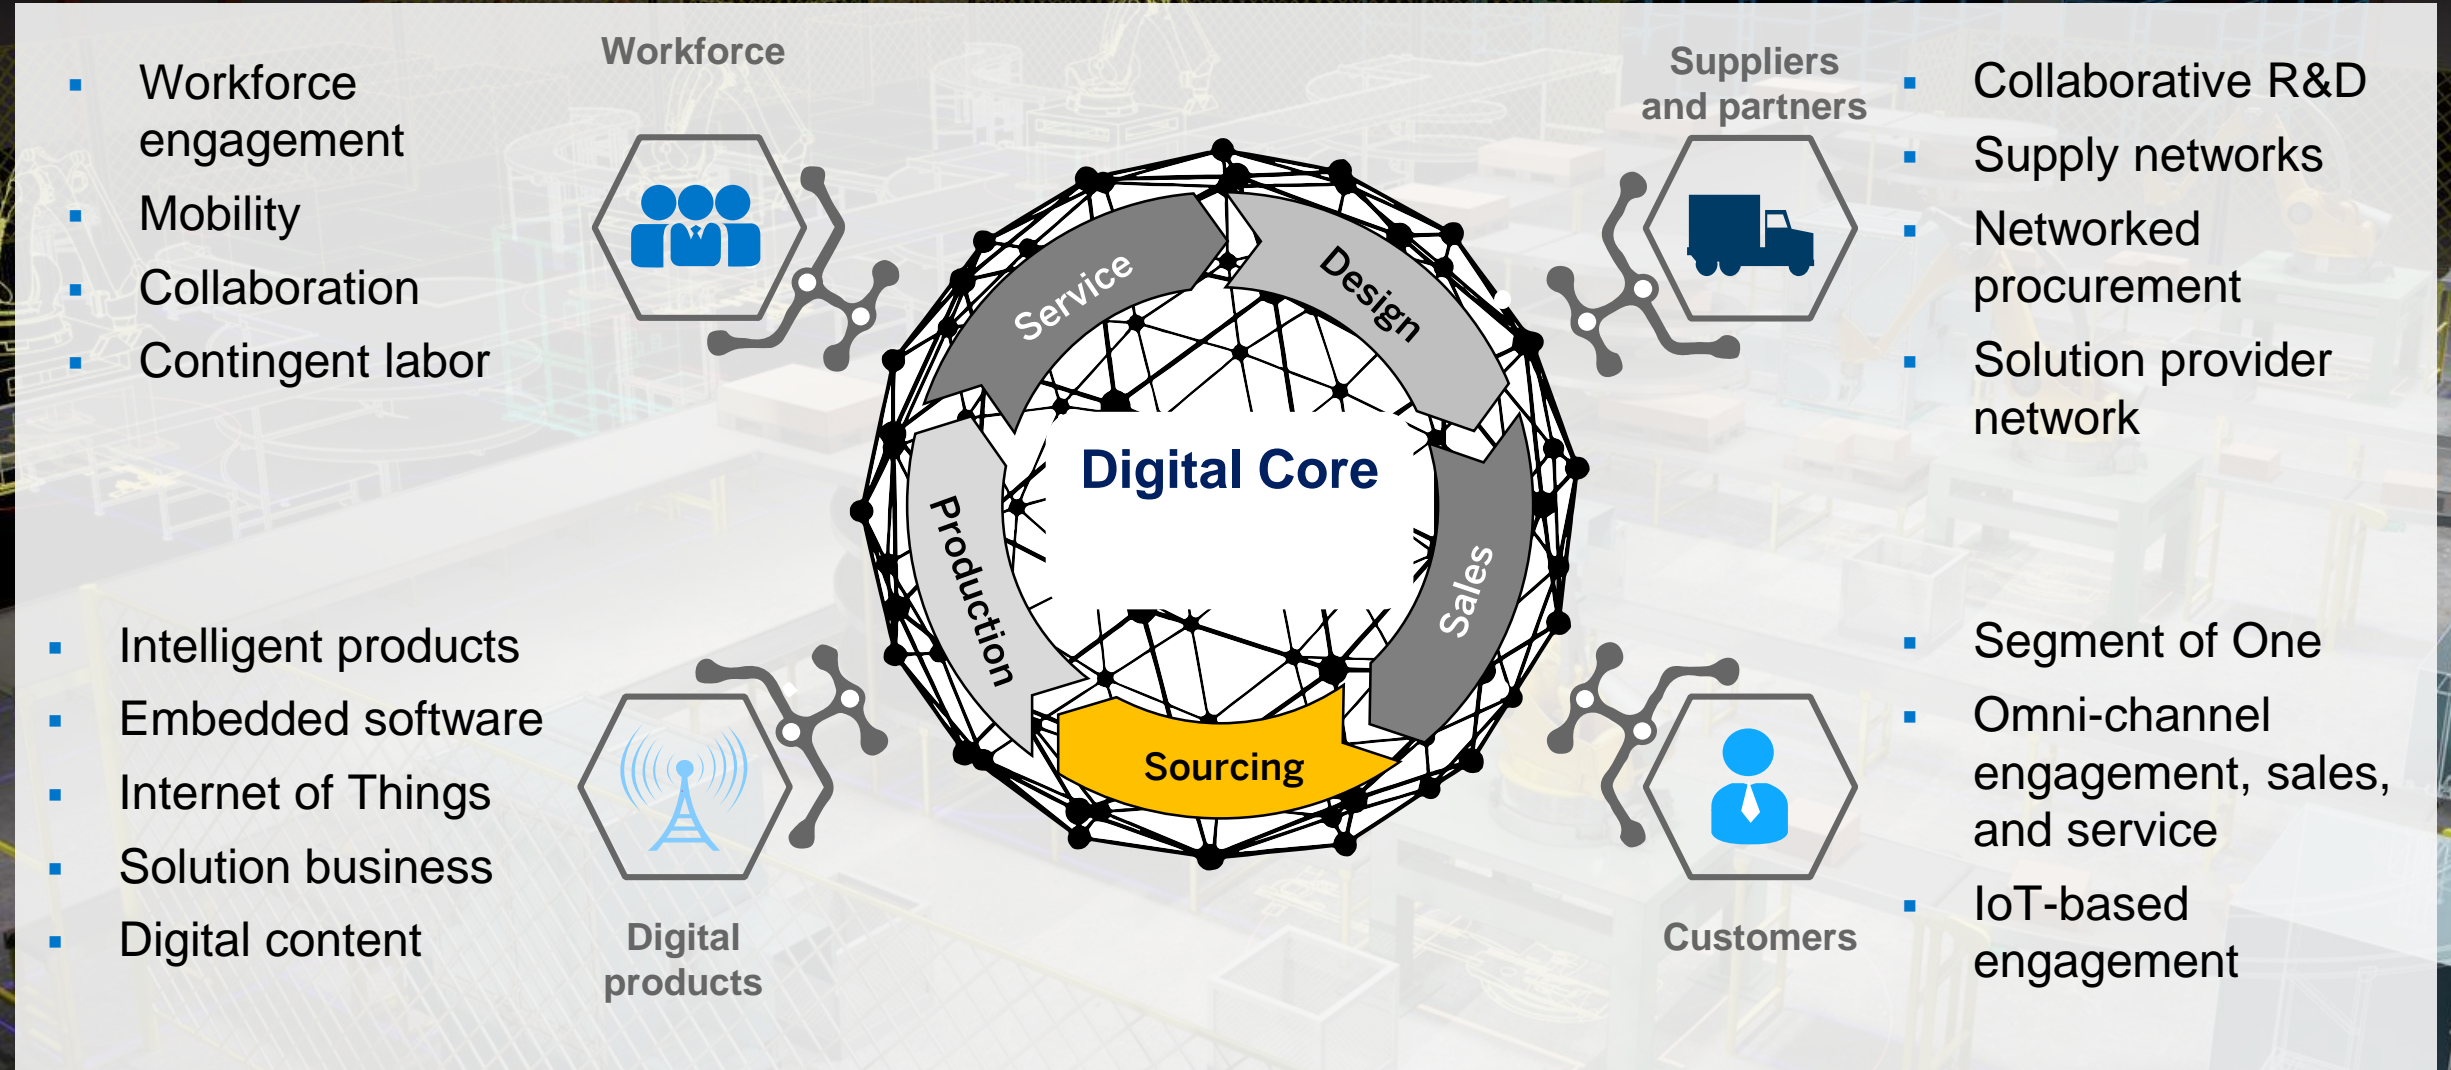 Workforce
Workforce
engagement
Mobility
Collaboration
Contingent labor
Suppliers
and partners
Collaborative R&D
Supply networks
Networked
procurement
Solution provider
network
Service
Design
Digital Core
Production
Sales
Sourcing
Intelligent products
Embedded software
Internet of Things
Solution business
Digital content
Digital
products
Customers
Segment of One
Omni-channel
engagement, sales,
and service
IoT-based
engagement